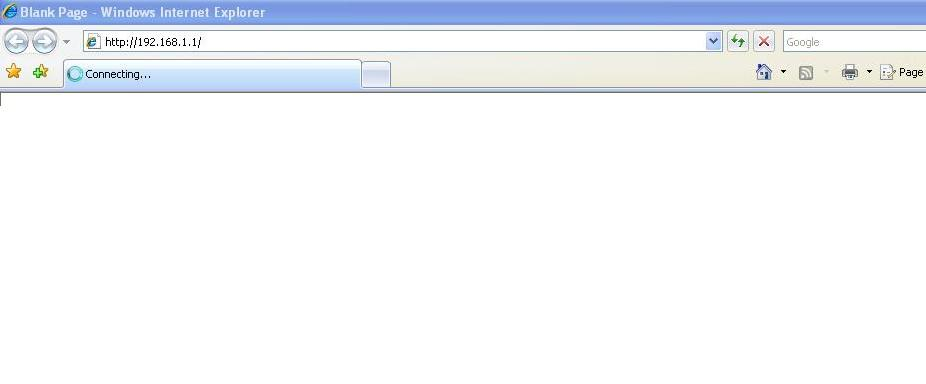 Blank Page - Windows Internet Explorer
http://192.168.1.1/
Google
Connecting...
Page